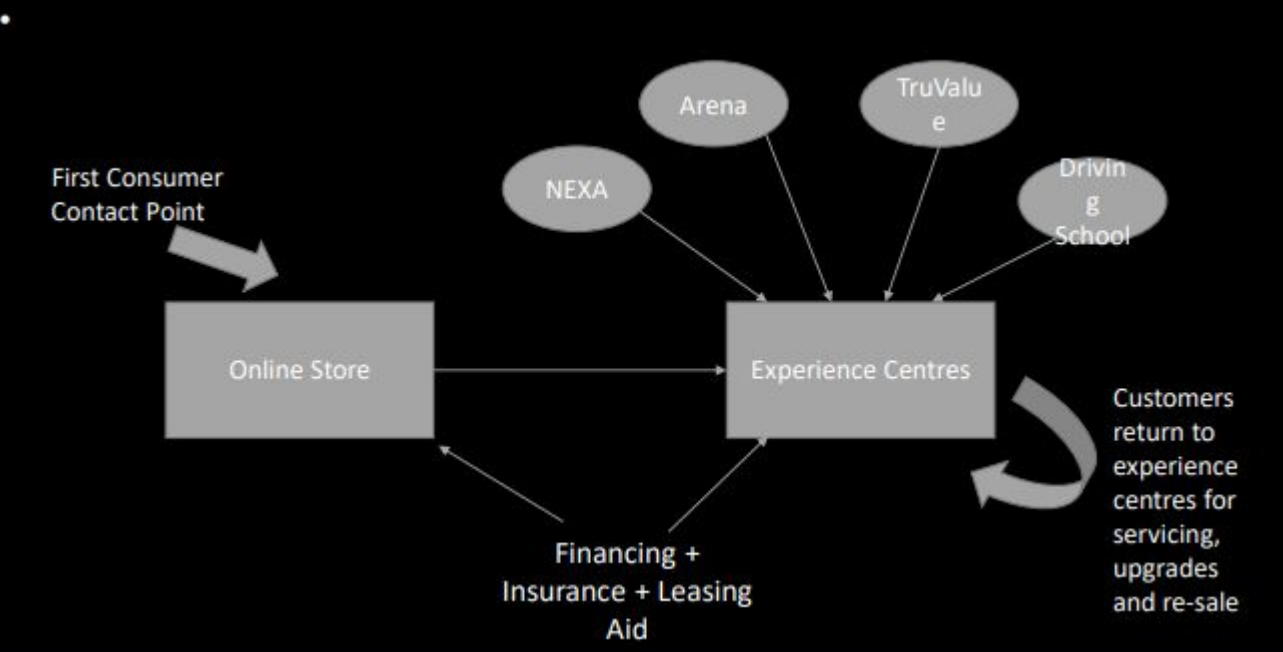 •
Arena
TruValu
e
NEXA
Drivin
g
School
First Consumer
Contact Point
Online Store
Experience Centres
Customers
return to
experience
centres for
servicing,
upgrades
and re-sale
Financing +
Insurance + Leasing
Aid